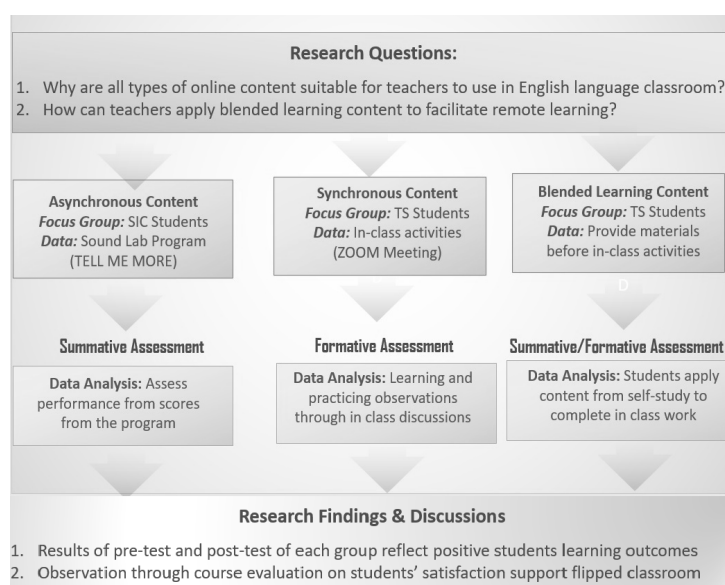 Research Questions:
1. Why are all types of online content suitable for teachers to use in English language classroom?
2. How can teachers apply blended learning content to facilitate remote learning?
Asynchronous Content
Focus Group: SIC Students
Data: Sound Lab Program
(TELL ME MORE)
Synchronous Content
Focus Group: TS Students
Data: In-class activities
(ZOOM Meeting)
Blended Learning Content
Focus Group: TS Students
Data: Provide materials
before in-class activities
D
Summative Assessment
Formative Assessment
Summative/Formative Assessment
Data Analysis: Assess
performance from scores
from the program
Data Analysis: Learning and
practicing observations
through in class discussions
Data Analysis: Students apply
content from self-study to
complete in class work
Research Findings & Discussions
1. Results of pre-test and post-test of each group reflect positive students learning outcomes
2. Observation through course evaluation on students' satisfaction support flipped classroom